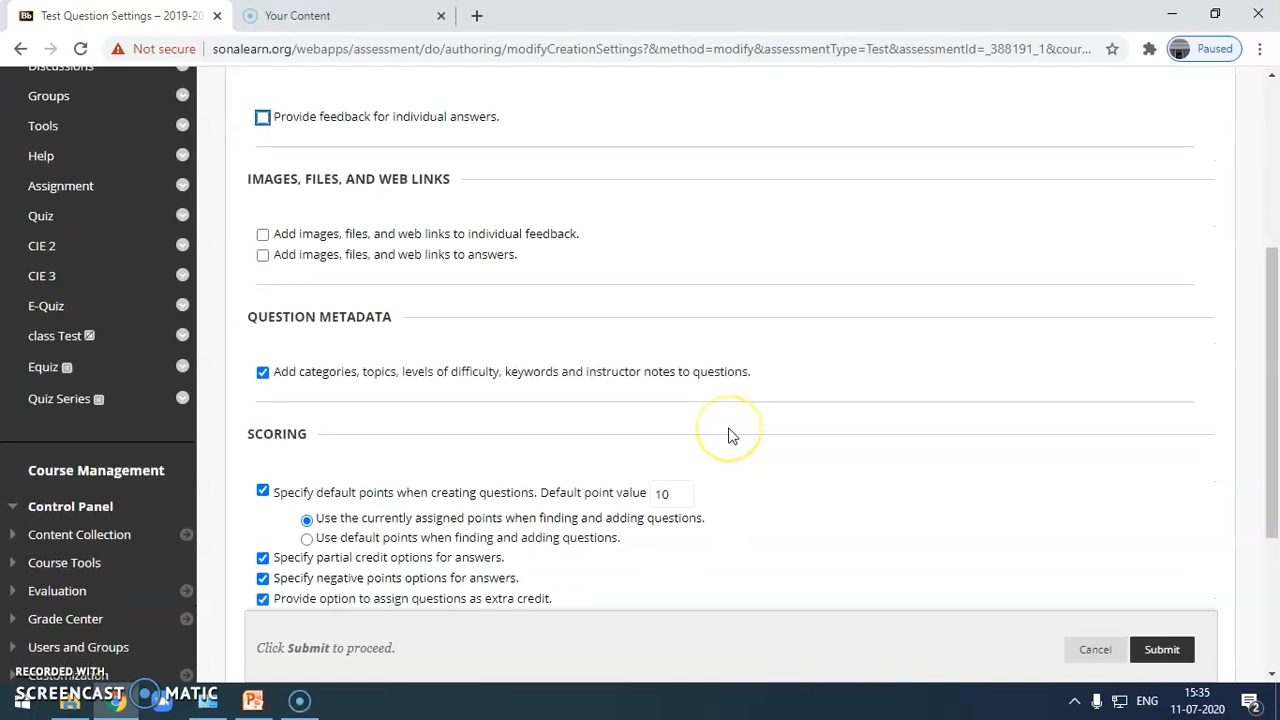 Bb Test Question Settings – 2019-20
Your Content
Not secure
sonalearn.org/webapps/assessment/do/authoring/modifyCreationSettings?&method=modify&assessmentType=Test&assessmentId=_388191_1&cour...
Paused
Discussions
Groups
Tools
Help
Assignment
Quiz
CIE 2
CIE 3
E-Quiz
class Test
Equiz
Quiz Series
Course Management
Control Panel
Content Collection
Course Tools
Evaluation
Grade Center
Users and Groups
Customization
Provide feedback for individual answers.
IMAGES, FILES, AND WEB LINKS
Add images, files, and web links to individual feedback.
Add images, files, and web links to answers.
QUESTION METADATA
Add categories, topics, levels of difficulty, keywords and instructor notes to questions.
SCORING
Specify default points when creating questions. Default point value 10
Use the currently assigned points when finding and adding questions.
Use default points when finding and adding questions.
Specify partial credit options for answers.
Specify negative points options for answers.
Provide option to assign questions as extra credit.
Click Submit to proceed.
Cancel
Submit
RECORDED WITH
SCREENCAST MATIC
ENG
15:35
11-07-2020
2